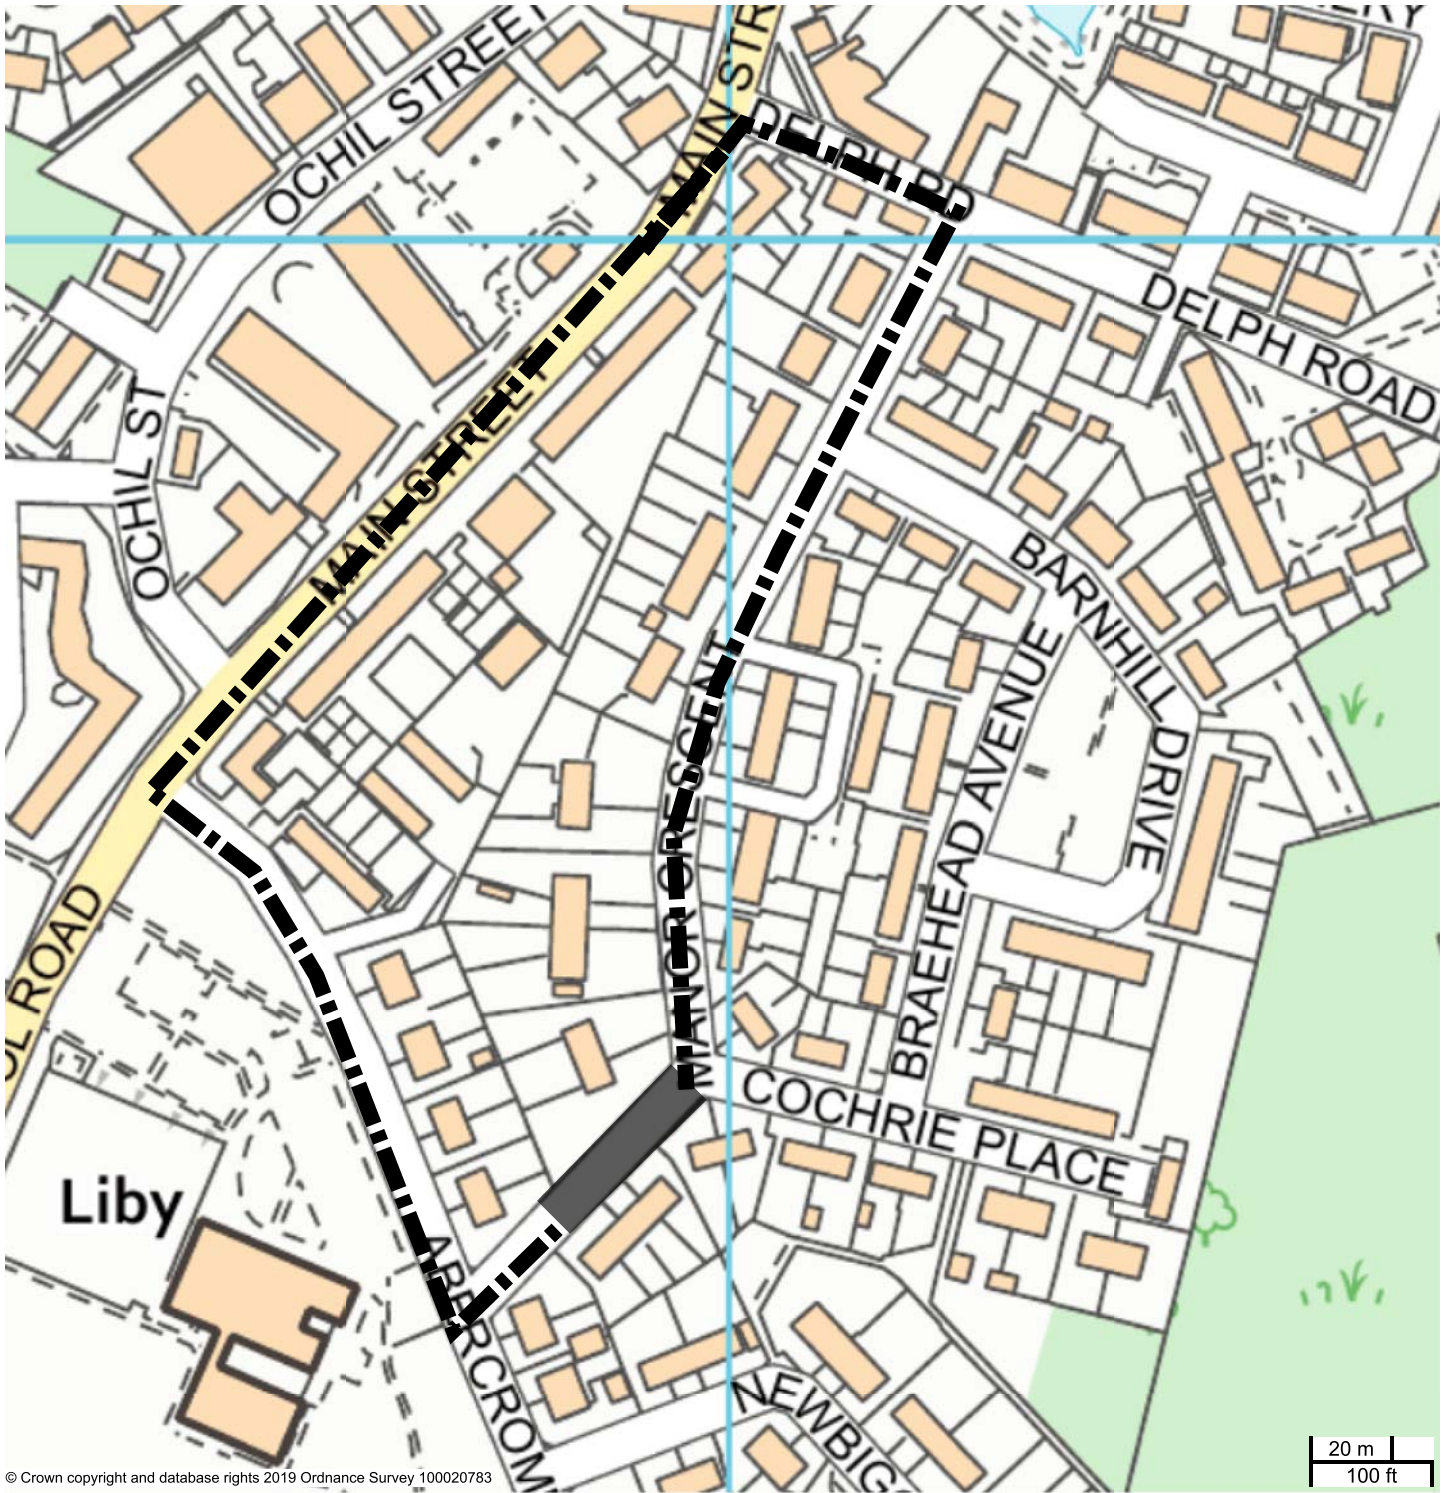 OCHIL STREET
MAIN STR
DELPH RD
MAIN STREET
DELPH ROAD
OCHIL ST
BARNHILL DRIVE
MANOR CRESCENT
BRAEHEAD AVENUE
OL ROAD
COCHRIE PLACE
Liby
ABERCROM
NEWBIG
20 m
100 ft
© Crown copyright and database rights 2019 Ordnance Survey 100020783